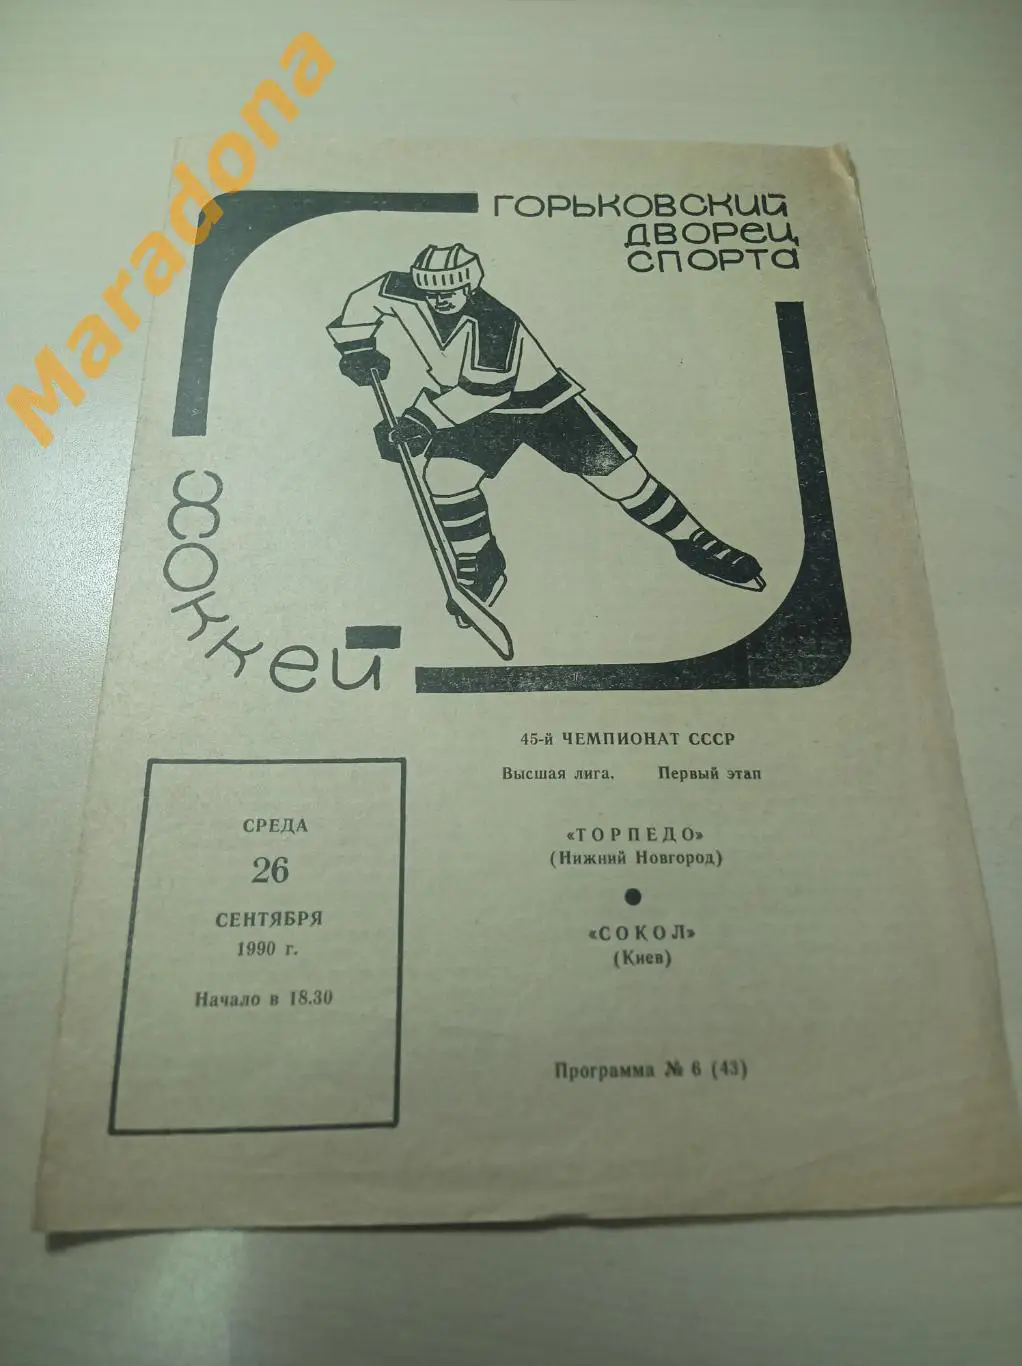 Maradona
ГОРЬКОВСКИЙ
ДВОРЕЦ
СПОРТА
ХОККЕЙ
45-й ЧЕМПИОНАТ СССР
Высшая лига. Первый этап
«ТОРПЕДО»
(Нижний Новгород)
«СОКОЛ»
(Киев)
Программа № 6 (43)
СРЕДА
26
СЕНТЯБРЯ
1990 г.
Начало в 18.30